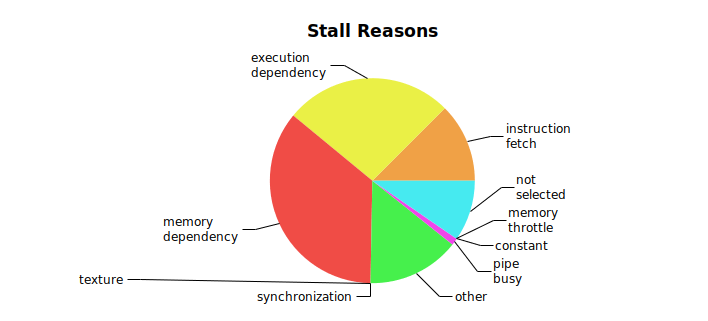 Stall Reasons
execution
dependency
instruction
fetch
not
selected
memory
throttle
memory
dependency
constant
pipe
busy
texture
synchronization
other